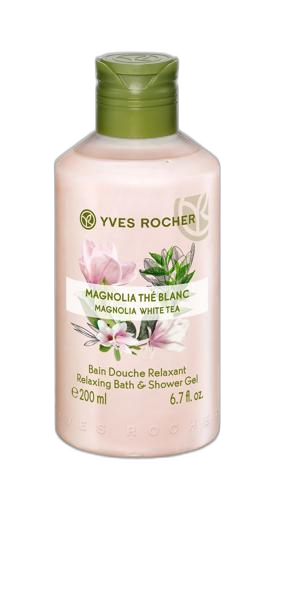 YVES ROCHER
MAGNOLIA THÉ BLANC
MAGNOLIA WHITE TEA
Bain Douche Relaxant
Relaxing Bath & Shower Gel
℮200 ml 6.7 fl. oz.
YVES ROCHER